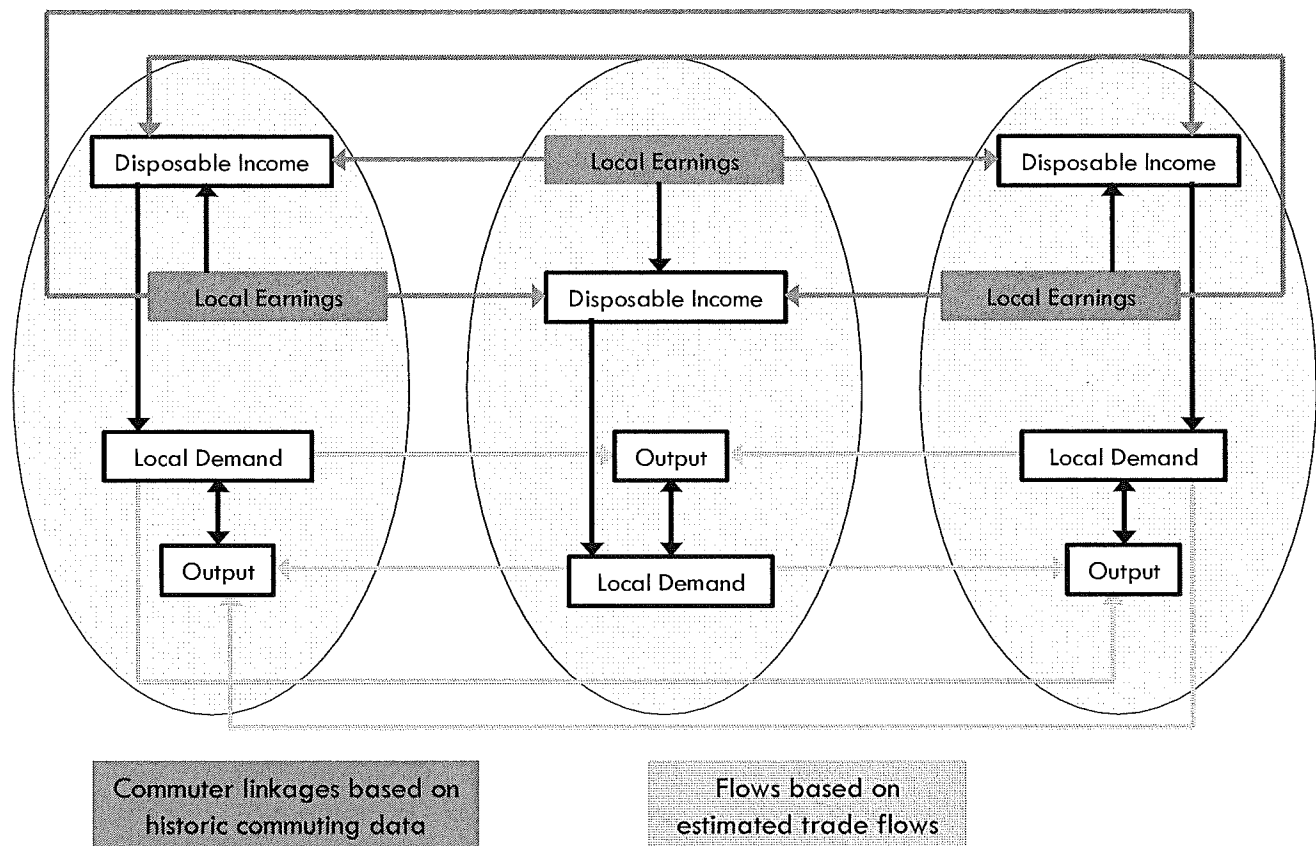 Disposable Income
Local Earnings
Disposable Income
Local Earnings
Disposable Income
Local Earnings
Local Demand
Output
Local Demand
Output
Local Demand
Output
Commuter linkages based on
historic commuting data
Flows based on
estimated trade flows